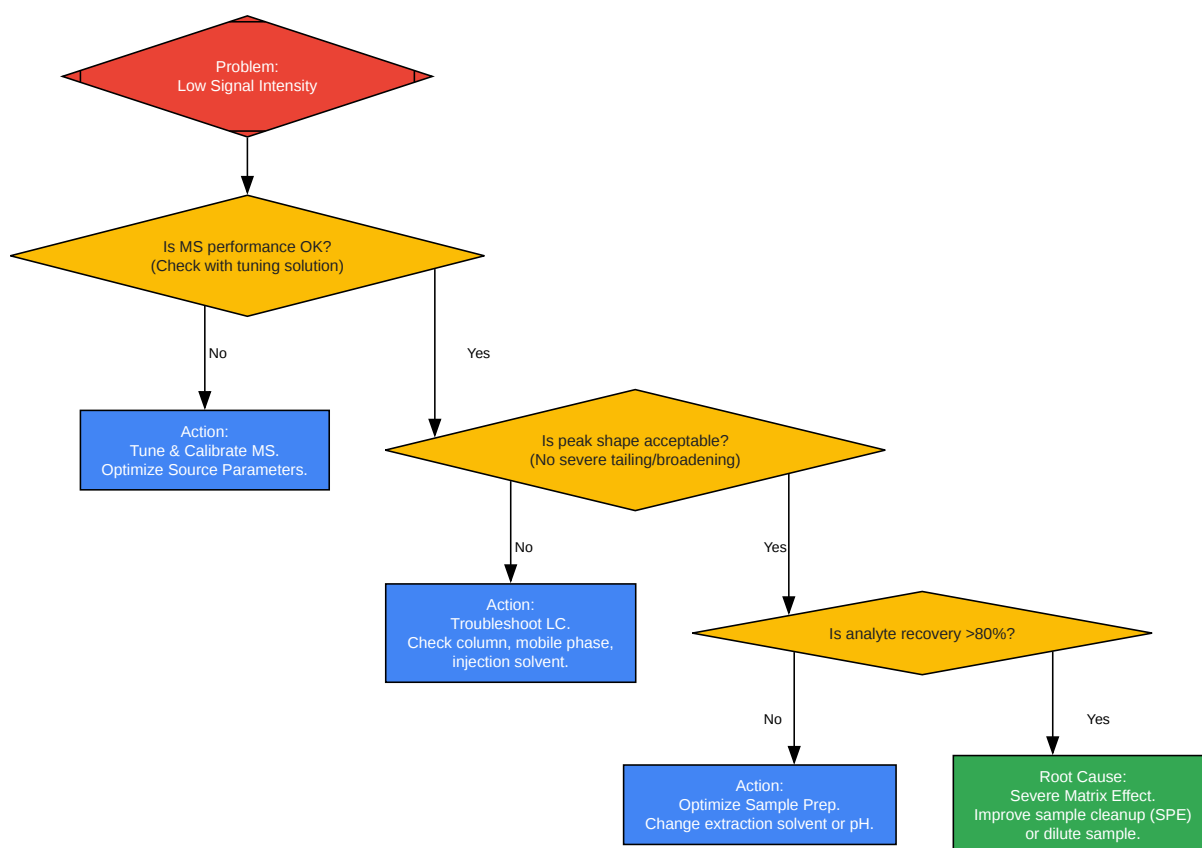 Problem:
Low Signal Intensity
Is MS performance OK?
(Check with tuning solution)
No
Yes
Action:
Tune & Calibrate MS.
Optimize Source Parameters.
Is peak shape acceptable?
(No severe tailing/broadening)
No
Yes
Action:
Troubleshoot LC.
Check column, mobile phase,
injection solvent.
Is analyte recovery >80%?
No
Yes
Action:
Optimize Sample Prep.
Change extraction solvent or pH.
Root Cause:
Severe Matrix Effect.
Improve sample cleanup (SPE)
or dilute sample.